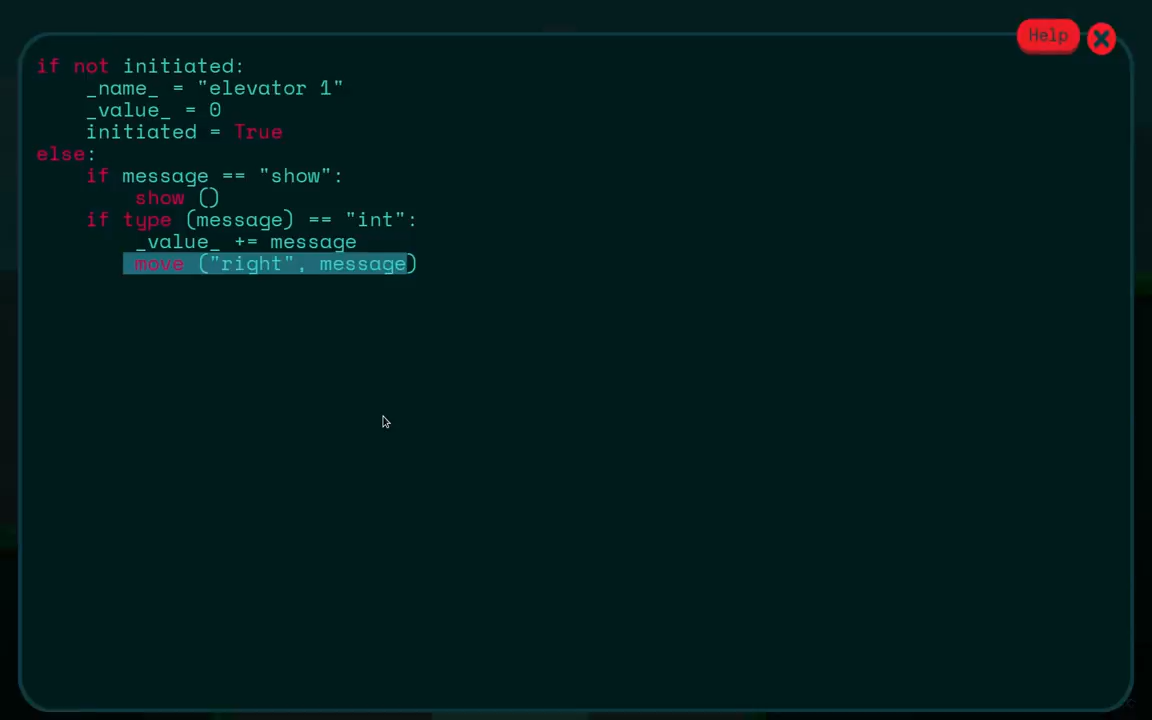 Help
if not initiated:
    _name_ = "elevator 1"
    _value_ = 0
    initiated = True
else:
    if message == "show":
        show ()
    if type (message) == "int":
        _value_ += message
        move ("right", message)